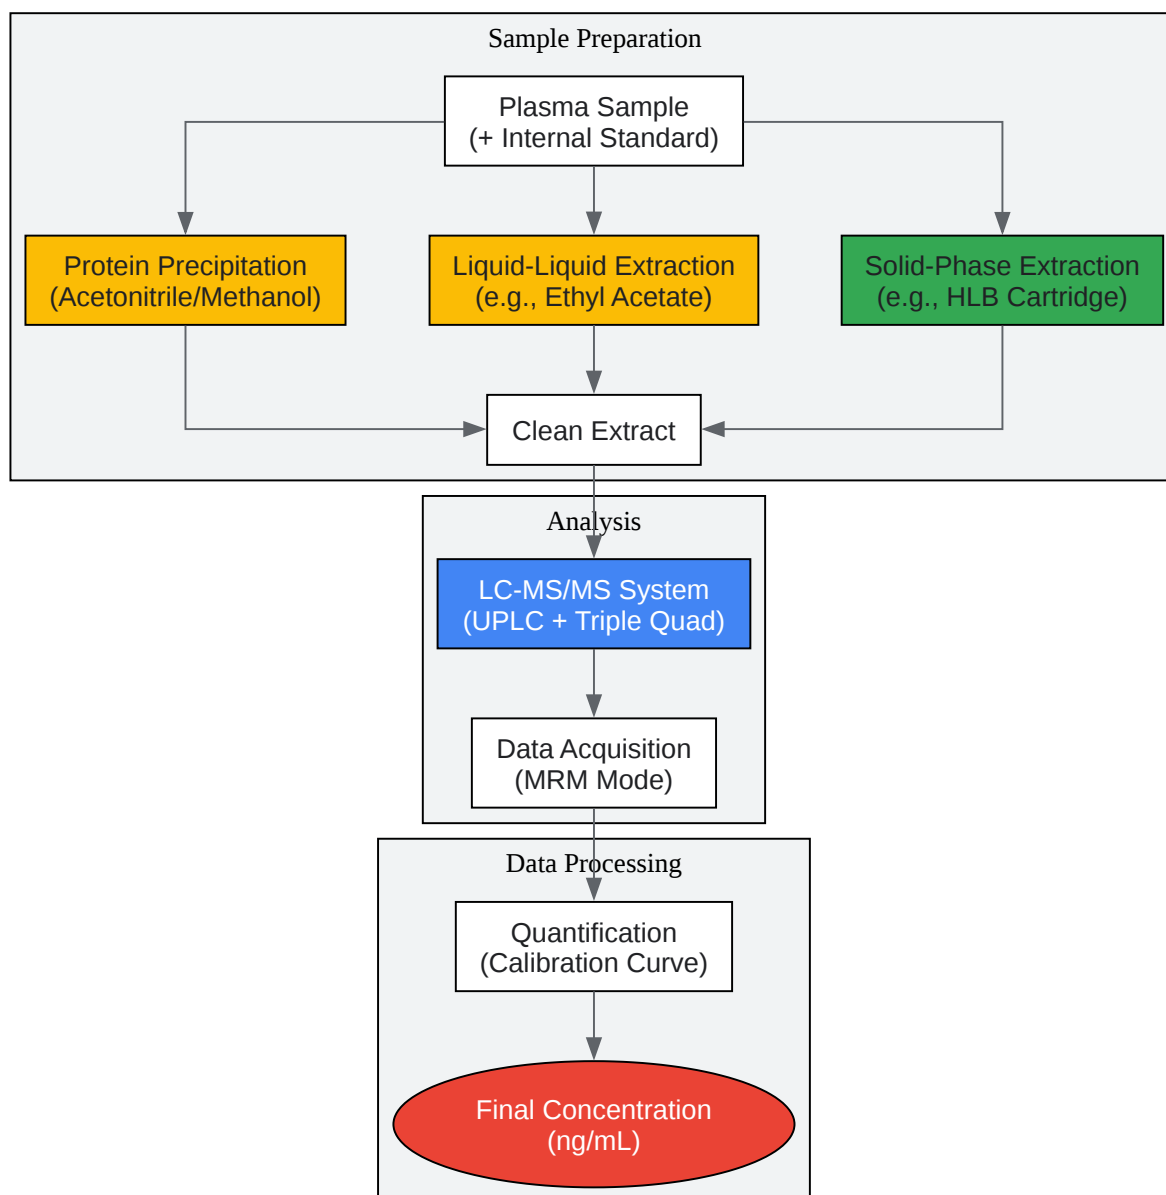 Sample Preparation
Plasma Sample
(+ Internal Standard)
Protein Precipitation
(Acetonitrile/Methanol)
Liquid-Liquid Extraction
(e.g., Ethyl Acetate)
Solid-Phase Extraction
(e.g., HLB Cartridge)
Clean Extract
Analysis
LC-MS/MS System
(UPLC + Triple Quad)
Data Acquisition
(MRM Mode)
Data Processing
Quantification
(Calibration Curve)
Final Concentration
(ng/mL)